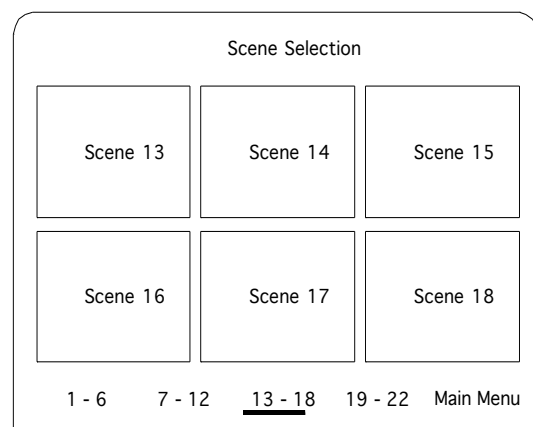 Scene Selection
Scene 13 Scene 14 Scene 15
Scene 16 Scene 17 Scene 18
1 - 6 7 - 12 13 - 18 19 - 22 Main Menu